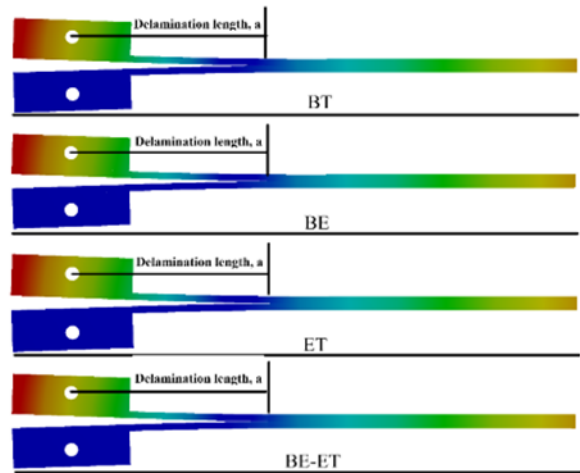 Delamination length, a
BT
Delamination length, a
BE
Delamination length, a
ET
Delamination length, a
BE-ET